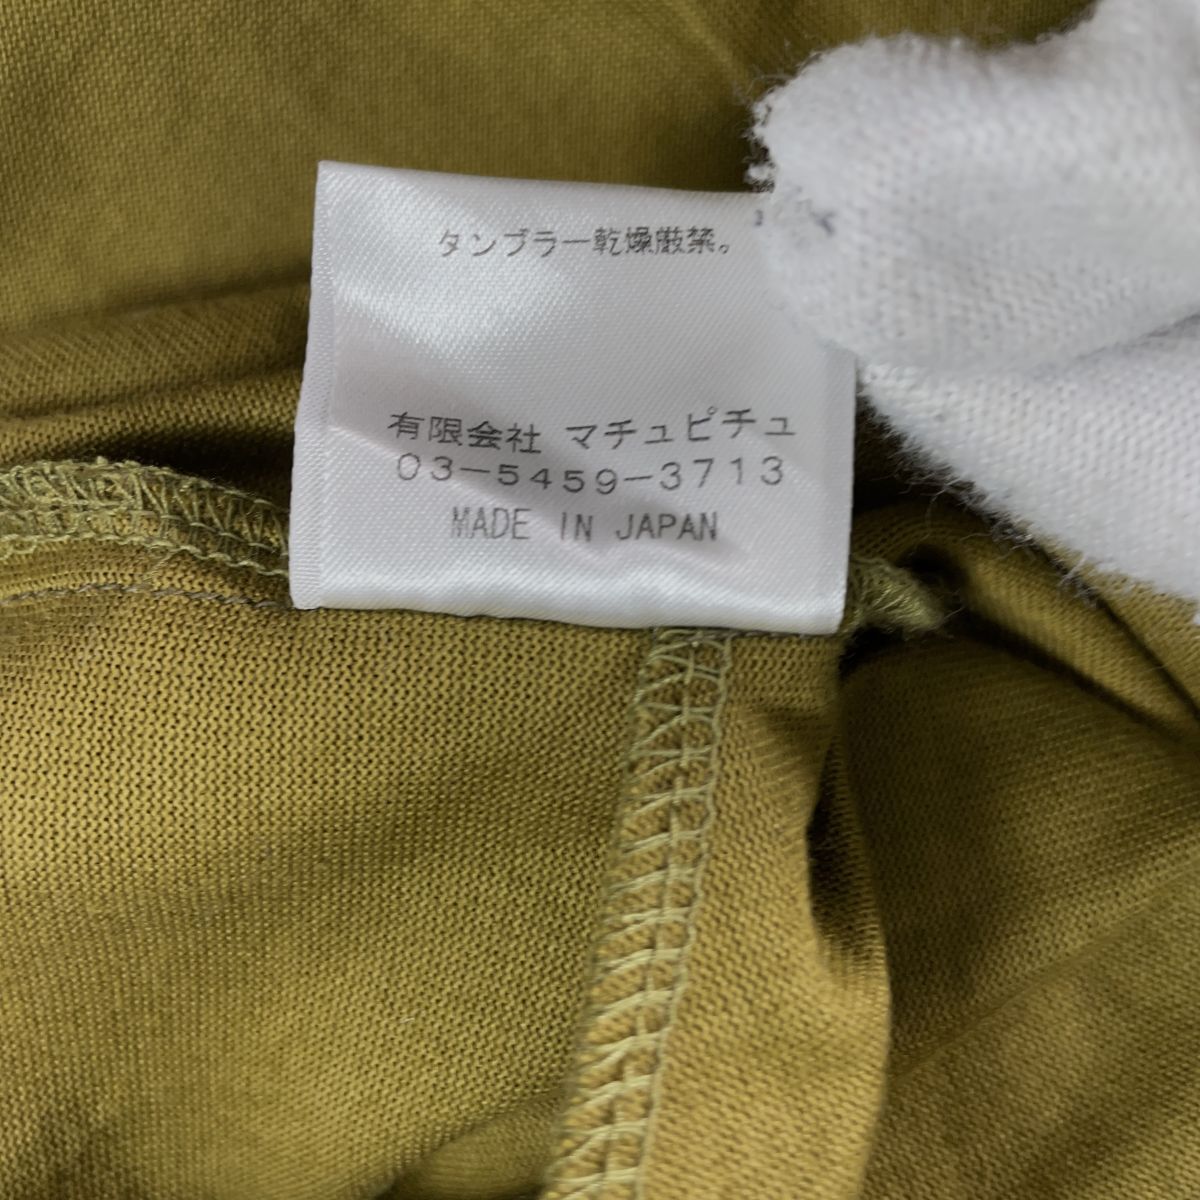 タンブラー乾燥厳禁。
有限会社 マチュピチュ
03-5459-3713
MADE IN JAPAN